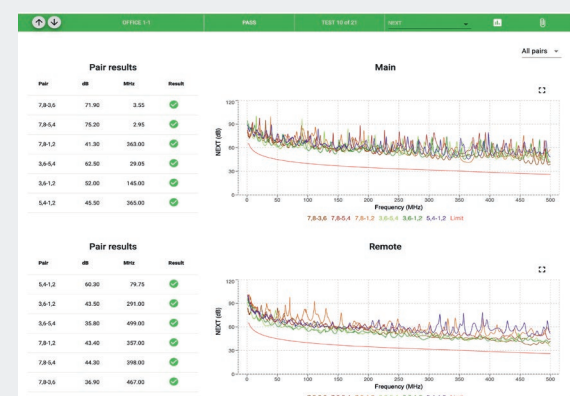 OFFICE 1-1 PASS TEST 10 of 21 NEXT
All pairs
Pair results
Pair dB MHz Result
7,8-3,6 71.90 3.55
7,8-5,4 75.20 2.95
7,8-1,2 41.30 363.00
3,6-5,4 62.50 29.05
3,6-1,2 52.00 145.00
5,4-1,2 45.50 365.00
Main
NEXT (dB)
120
90
60
30
0
0 50 100 150 200 250 300 350 400 450 500
Frequency (MHz)
7,8-3,6 7,8-5,4 7,8-1,2 3,6-5,4 3,6-1,2 5,4-1,2 Limit
Pair results
Pair dB MHz Result
5,4-1,2 60.30 79.75
3,6-1,2 43.50 291.00
3,6-5,4 35.80 499.00
7,8-1,2 43.40 357.00
7,8-5,4 44.30 398.00
7,8-3,6 36.90 467.00
Remote
NEXT (dB)
120
90
60
30
0
0 50 100 150 200 250 300 350 400 450 500
Frequency (MHz)